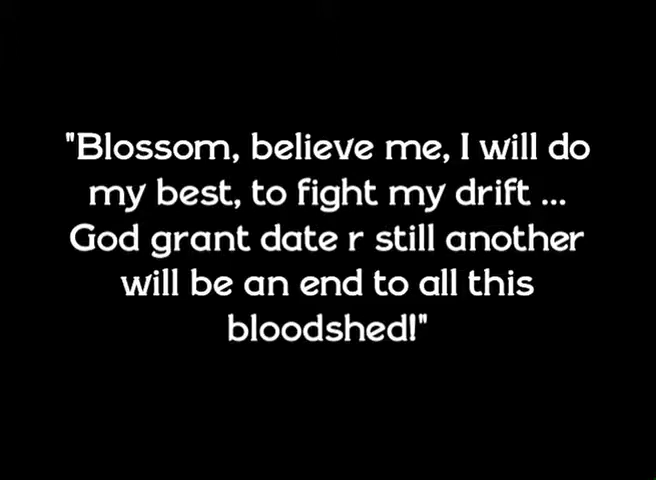 "Blossom, believe me, I will do
my best, to fight my drift ...
God grant date r still another
will be an end to all this
bloodshed!"